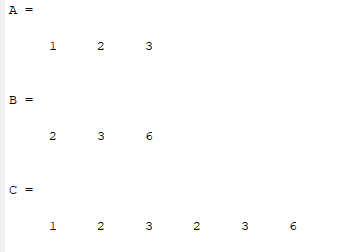 A =
1 2 3
B =
2 3 6
C =
1 2 3 2 3 6